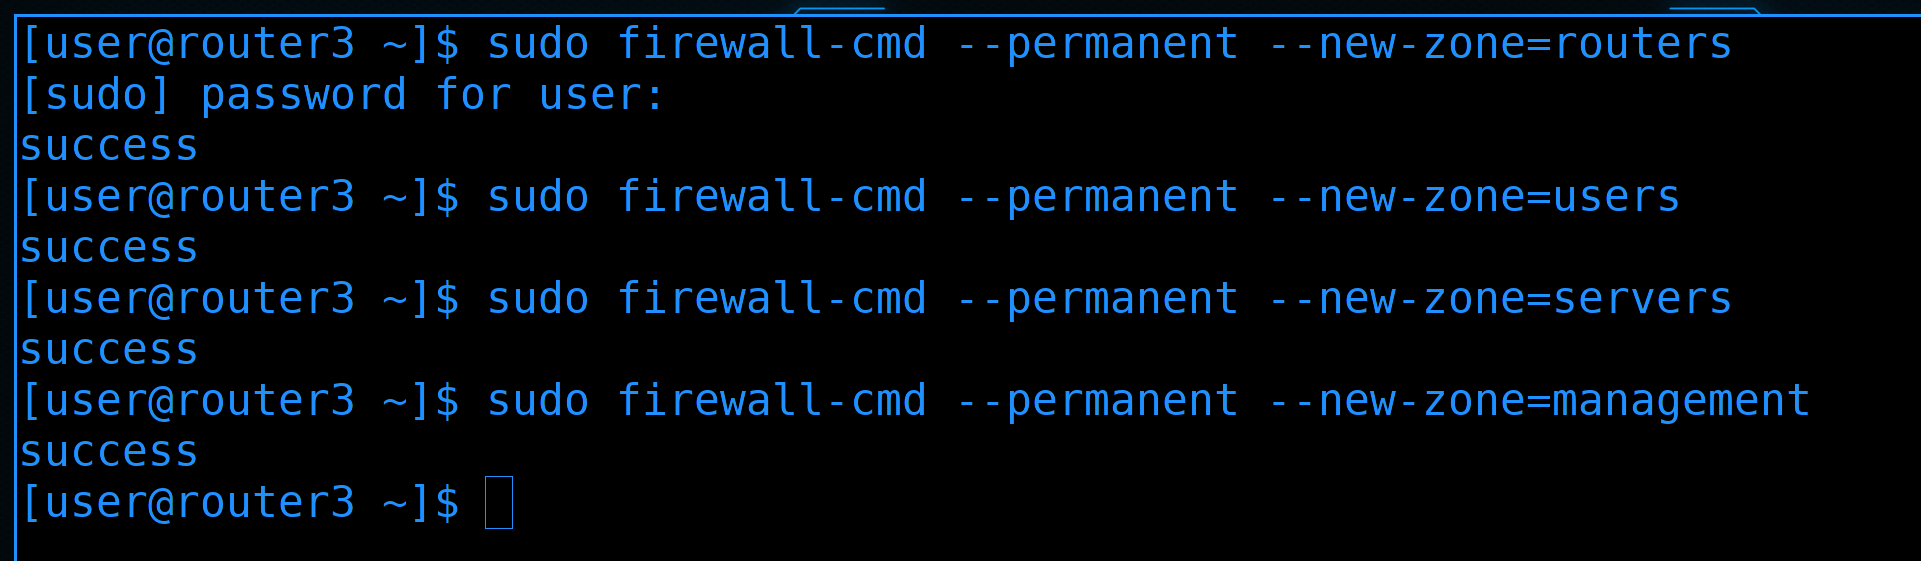 [user@router3 ~]$ sudo firewall-cmd --permanent --new-zone=routers
[sudo] password for user:
success
[user@router3 ~]$ sudo firewall-cmd --permanent --new-zone=users
success
[user@router3 ~]$ sudo firewall-cmd --permanent --new-zone=servers
success
[user@router3 ~]$ sudo firewall-cmd --permanent --new-zone=management
success
[user@router3 ~]$